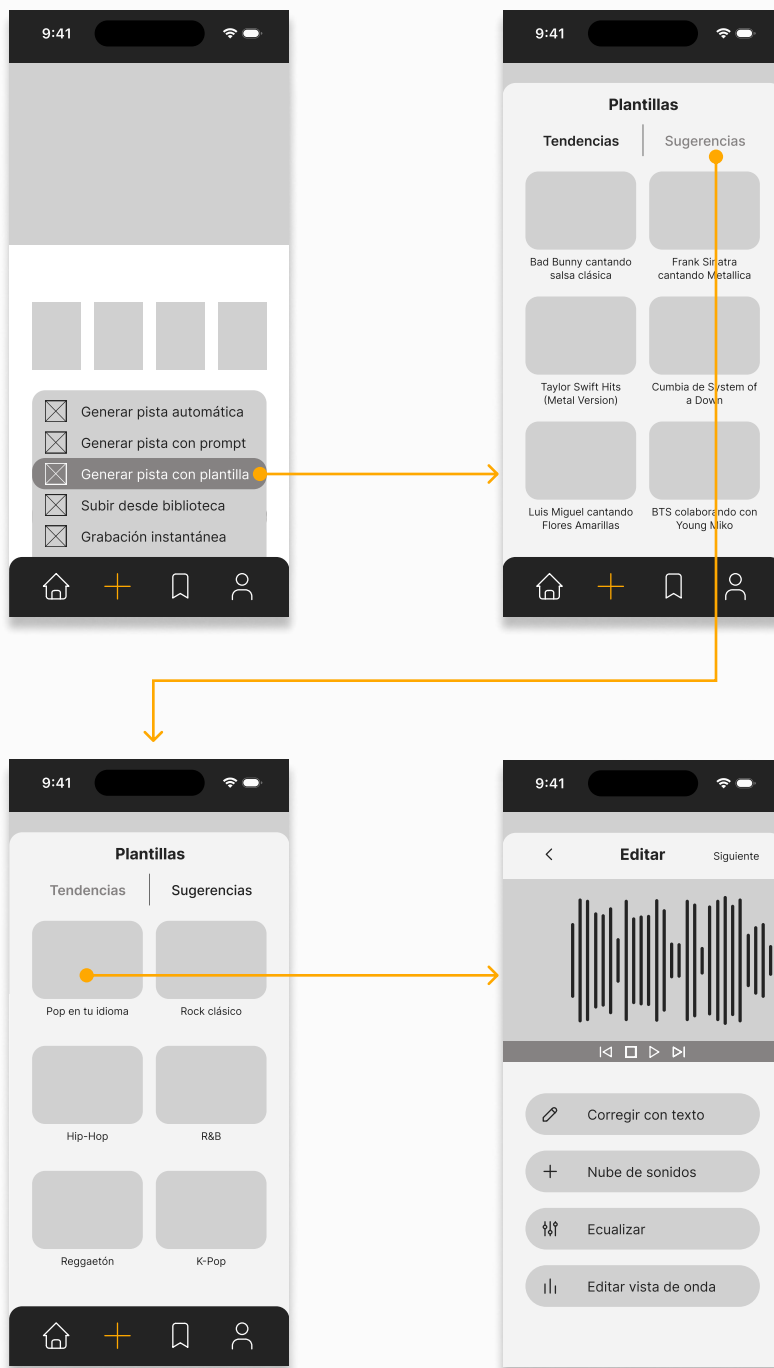 9:41
Generar pista automática
Generar pista con prompt
Generar pista con plantilla
Subir desde biblioteca
Grabación instantánea
9:41
Plantillas
Tendencias
Sugerencias
Bad Bunny cantando
salsa clásica
Frank Sinatra
cantando Metallica
Taylor Swift Hits
(Metal Version)
Cumbia de System of
a Down
Luis Miguel cantando
Flores Amarillas
BTS colaborando con
Young Miko
9:41
Plantillas
Tendencias
Sugerencias
Pop en tu idioma
Rock clásico
Hip-Hop
R&B
Reggaetón
K-Pop
9:41
Editar
Siguiente
Corregir con texto
Nube de sonidos
Ecualizar
Editar vista de onda